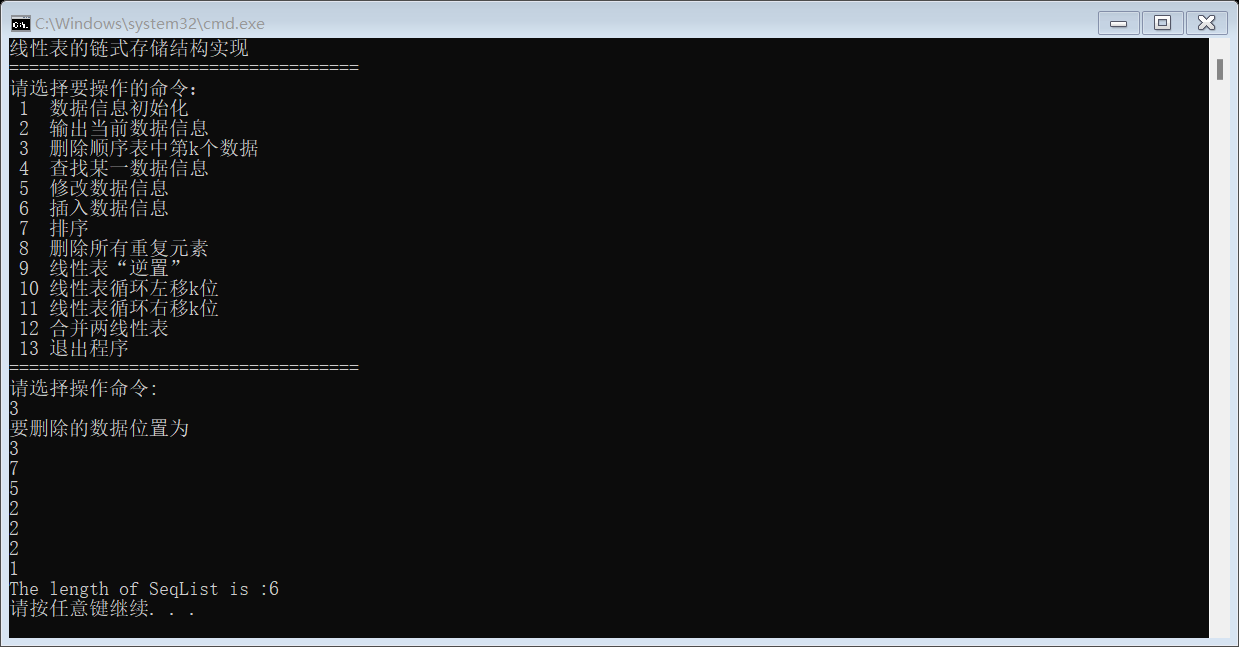 C:\Windows\system32\cmd.exe
线性表的链式存储结构实现
===================================
请选择要操作的命令：
1  数据信息初始化
2  输出当前数据信息
3  删除顺序表中第k个数据
4  查找某一数据信息
5  修改数据信息
6  插入数据信息
7  排序
8  删除所有重复元素
9  线性表“逆置”
10 线性表循环左移k位
11 线性表循环右移k位
12 合并两线性表
13 退出程序
===================================
请选择操作命令:
3
要删除的数据位置为
3
7
5
2
2
2
1
The length of SeqList is :6
请按任意键继续. . .